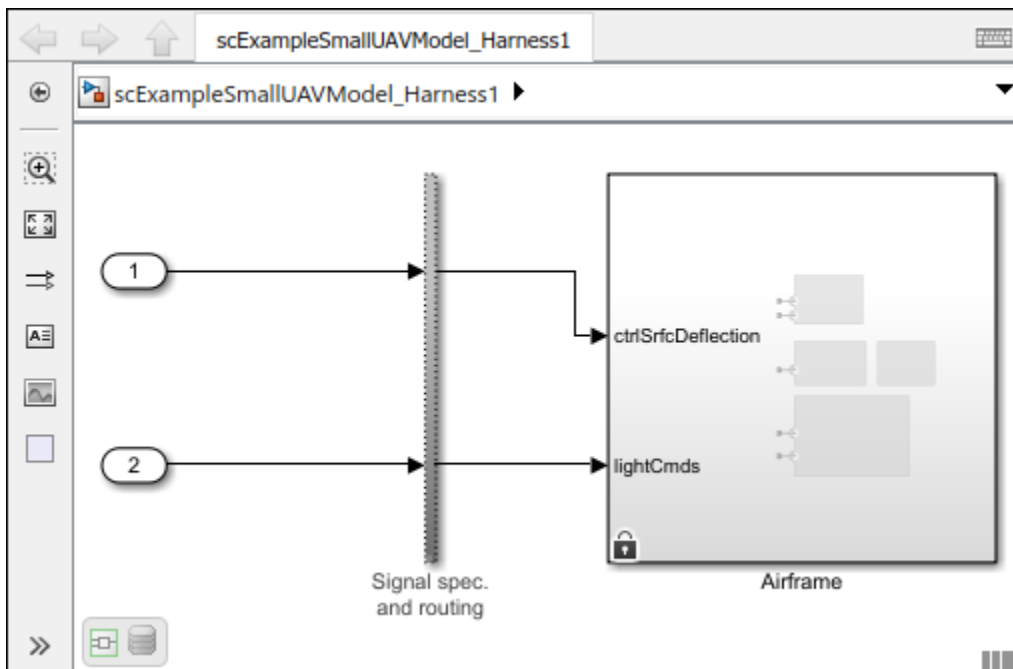 scExampleSmallUAVModel_Harness1
scExampleSmallUAVModel_Harness1
1
ctrlSrfcDeflection
2
lightCmds
Signal spec.
and routing
Airframe
A